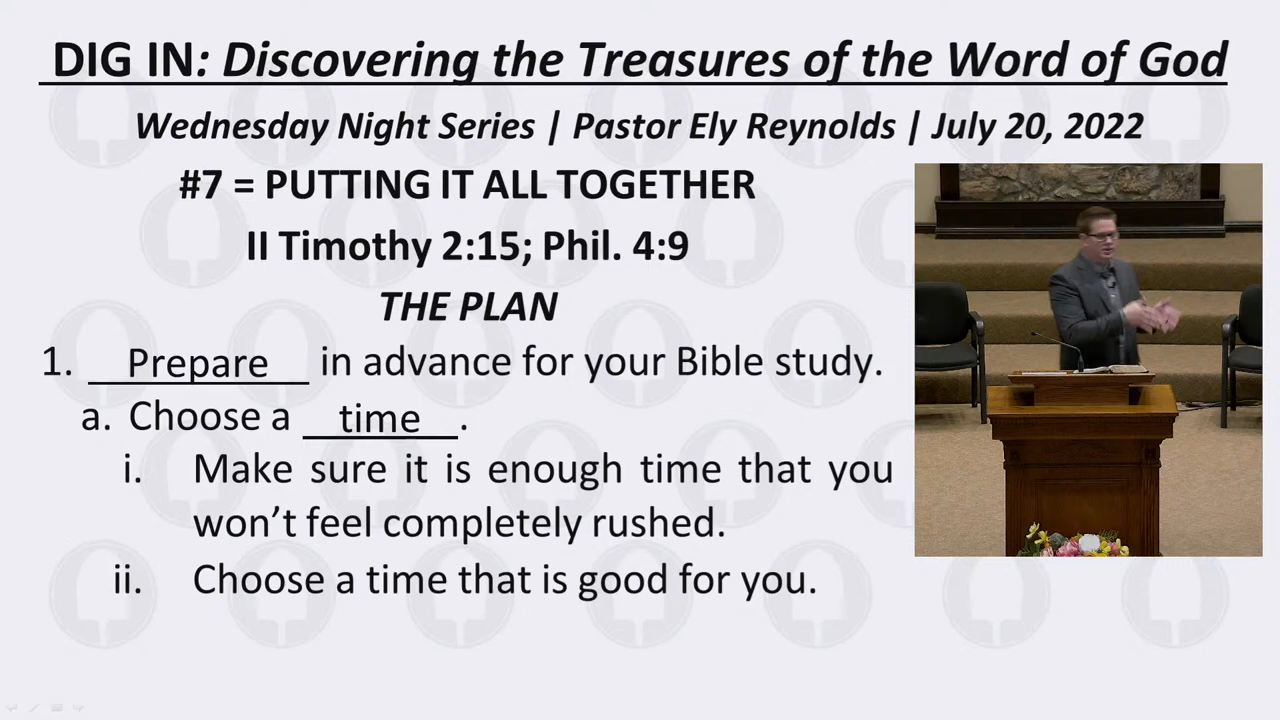 DIG IN: Discovering the Treasures of the Word of God
Wednesday Night Series | Pastor Ely Reynolds | July 20, 2022
#7 = PUTTING IT ALL TOGETHER
II Timothy 2:15; Phil. 4:9
THE PLAN
1. Prepare in advance for your Bible study.
a. Choose a time.
i. Make sure it is enough time that you
won’t feel completely rushed.
ii. Choose a time that is good for you.